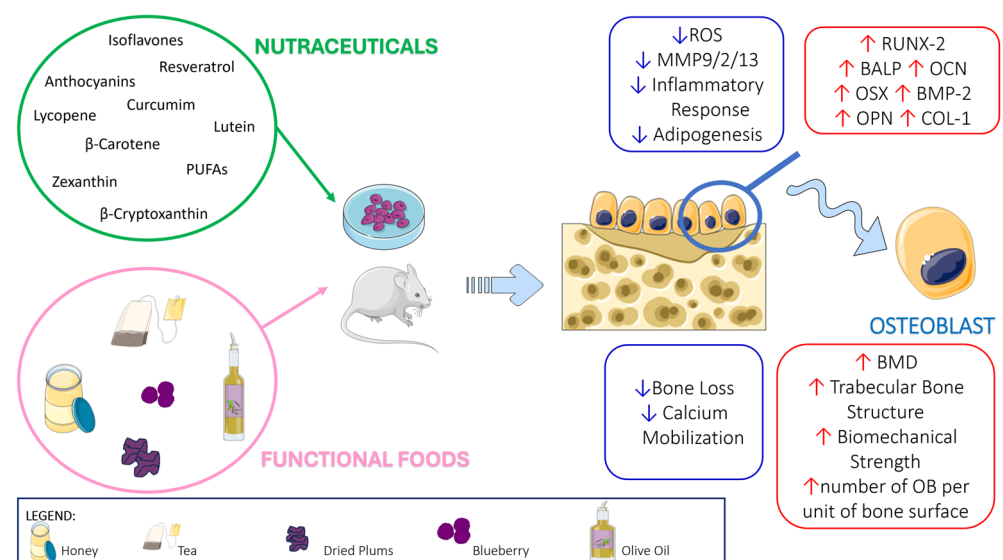 NUTRACEUTICALS
Isoflavones
Resveratrol
Anthocyanins
Curcumim
Lycopene
Lutein
β-Carotene
PUFAs
Zexanthin
β-Cryptoxanthin
↓ROS
↓ MMP9/2/13
↓ Inflammatory
Response
↓ Adipogenesis
↑ RUNX-2
↑ BALP ↑ OCN
↑ OSX ↑ BMP-2
↑ OPN ↑ COL-1
OSTEOBLAST
FUNCTIONAL FOODS
↓Bone Loss
↓ Calcium
Mobilization
↑ BMD
↑ Trabecular Bone
Structure
↑ Biomechanical
Strength
↑number of OB per
unit of bone surface
LEGEND:
Honey
Tea
Dried Plums
Blueberry
Olive Oil